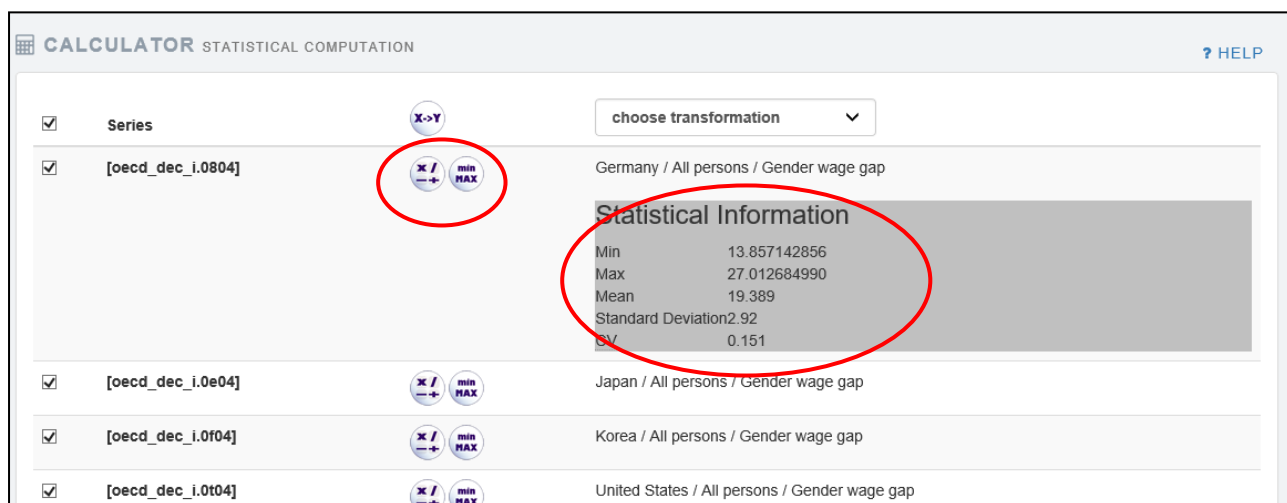 CALCULATOR STATISTICAL COMPUTATION
? HELP
Series X->Y choose transformation
[oecd_dec_i.0804] x / - + min MAX Germany / All persons / Gender wage gap
Statistical Information
Min 13.857142856
Max 27.012684990
Mean 19.389
Standard Deviation2.92
CV 0.151
[oecd_dec_i.0e04] x / - + min MAX Japan / All persons / Gender wage gap
[oecd_dec_i.0f04] x / - + min MAX Korea / All persons / Gender wage gap
[oecd_dec_i.0t04] x / - + min MAX United States / All persons / Gender wage gap